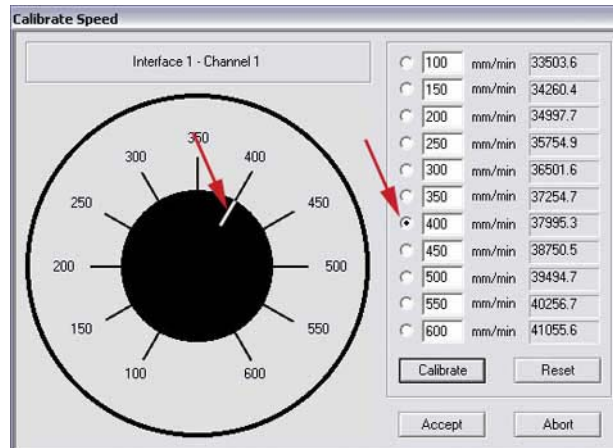 Calibrate Speed
Interface 1 - Channel 1
350
300
400
250
450
200
500
150
550
100
600
100 mm/min 33503.6
150 mm/min 34260.4
200 mm/min 34997.7
250 mm/min 35754.9
300 mm/min 36501.6
350 mm/min 37254.7
400 mm/min 37995.3
450 mm/min 38750.5
500 mm/min 39494.7
550 mm/min 40256.7
600 mm/min 41055.6
Calibrate Reset
Accept Abort